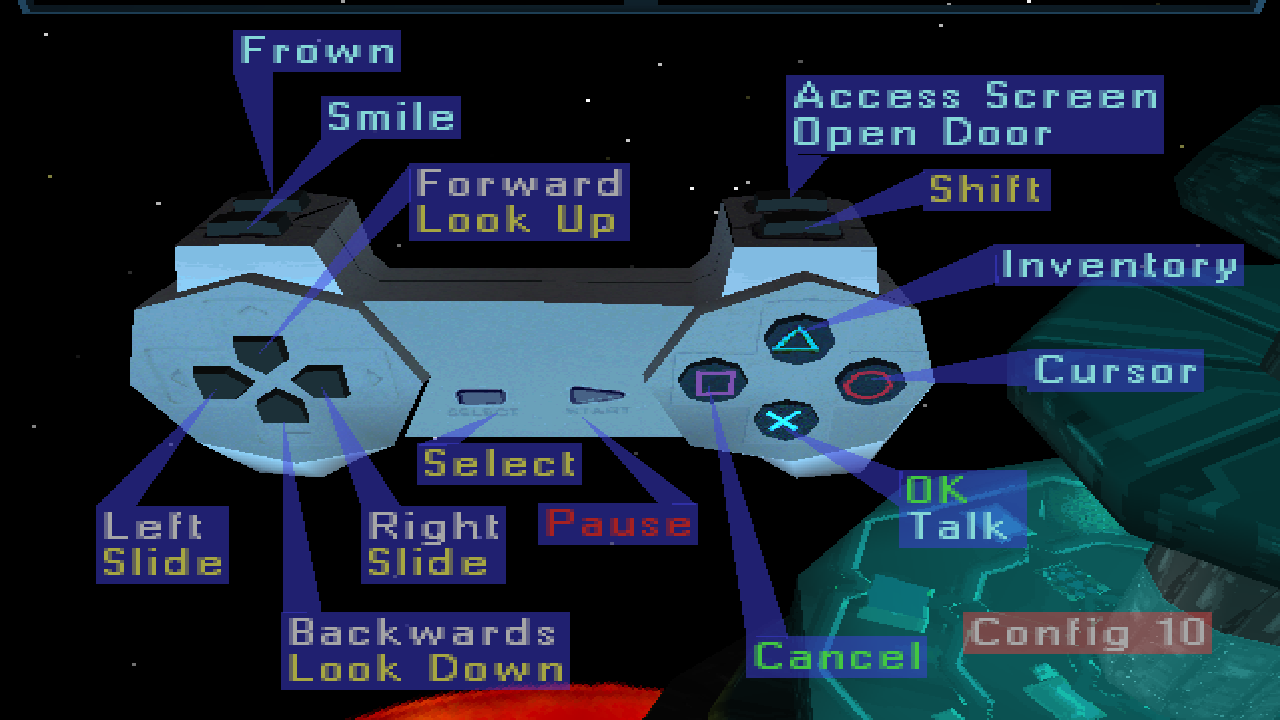 Frown
Smile
Access Screen
Open Door
Forward
Look Up
Shift
Inventory
Cursor
SELECT
START
Select
OK
Talk
Left
Slide
Right
Slide
Pause
Backwards
Look Down
Cancel
Config 10